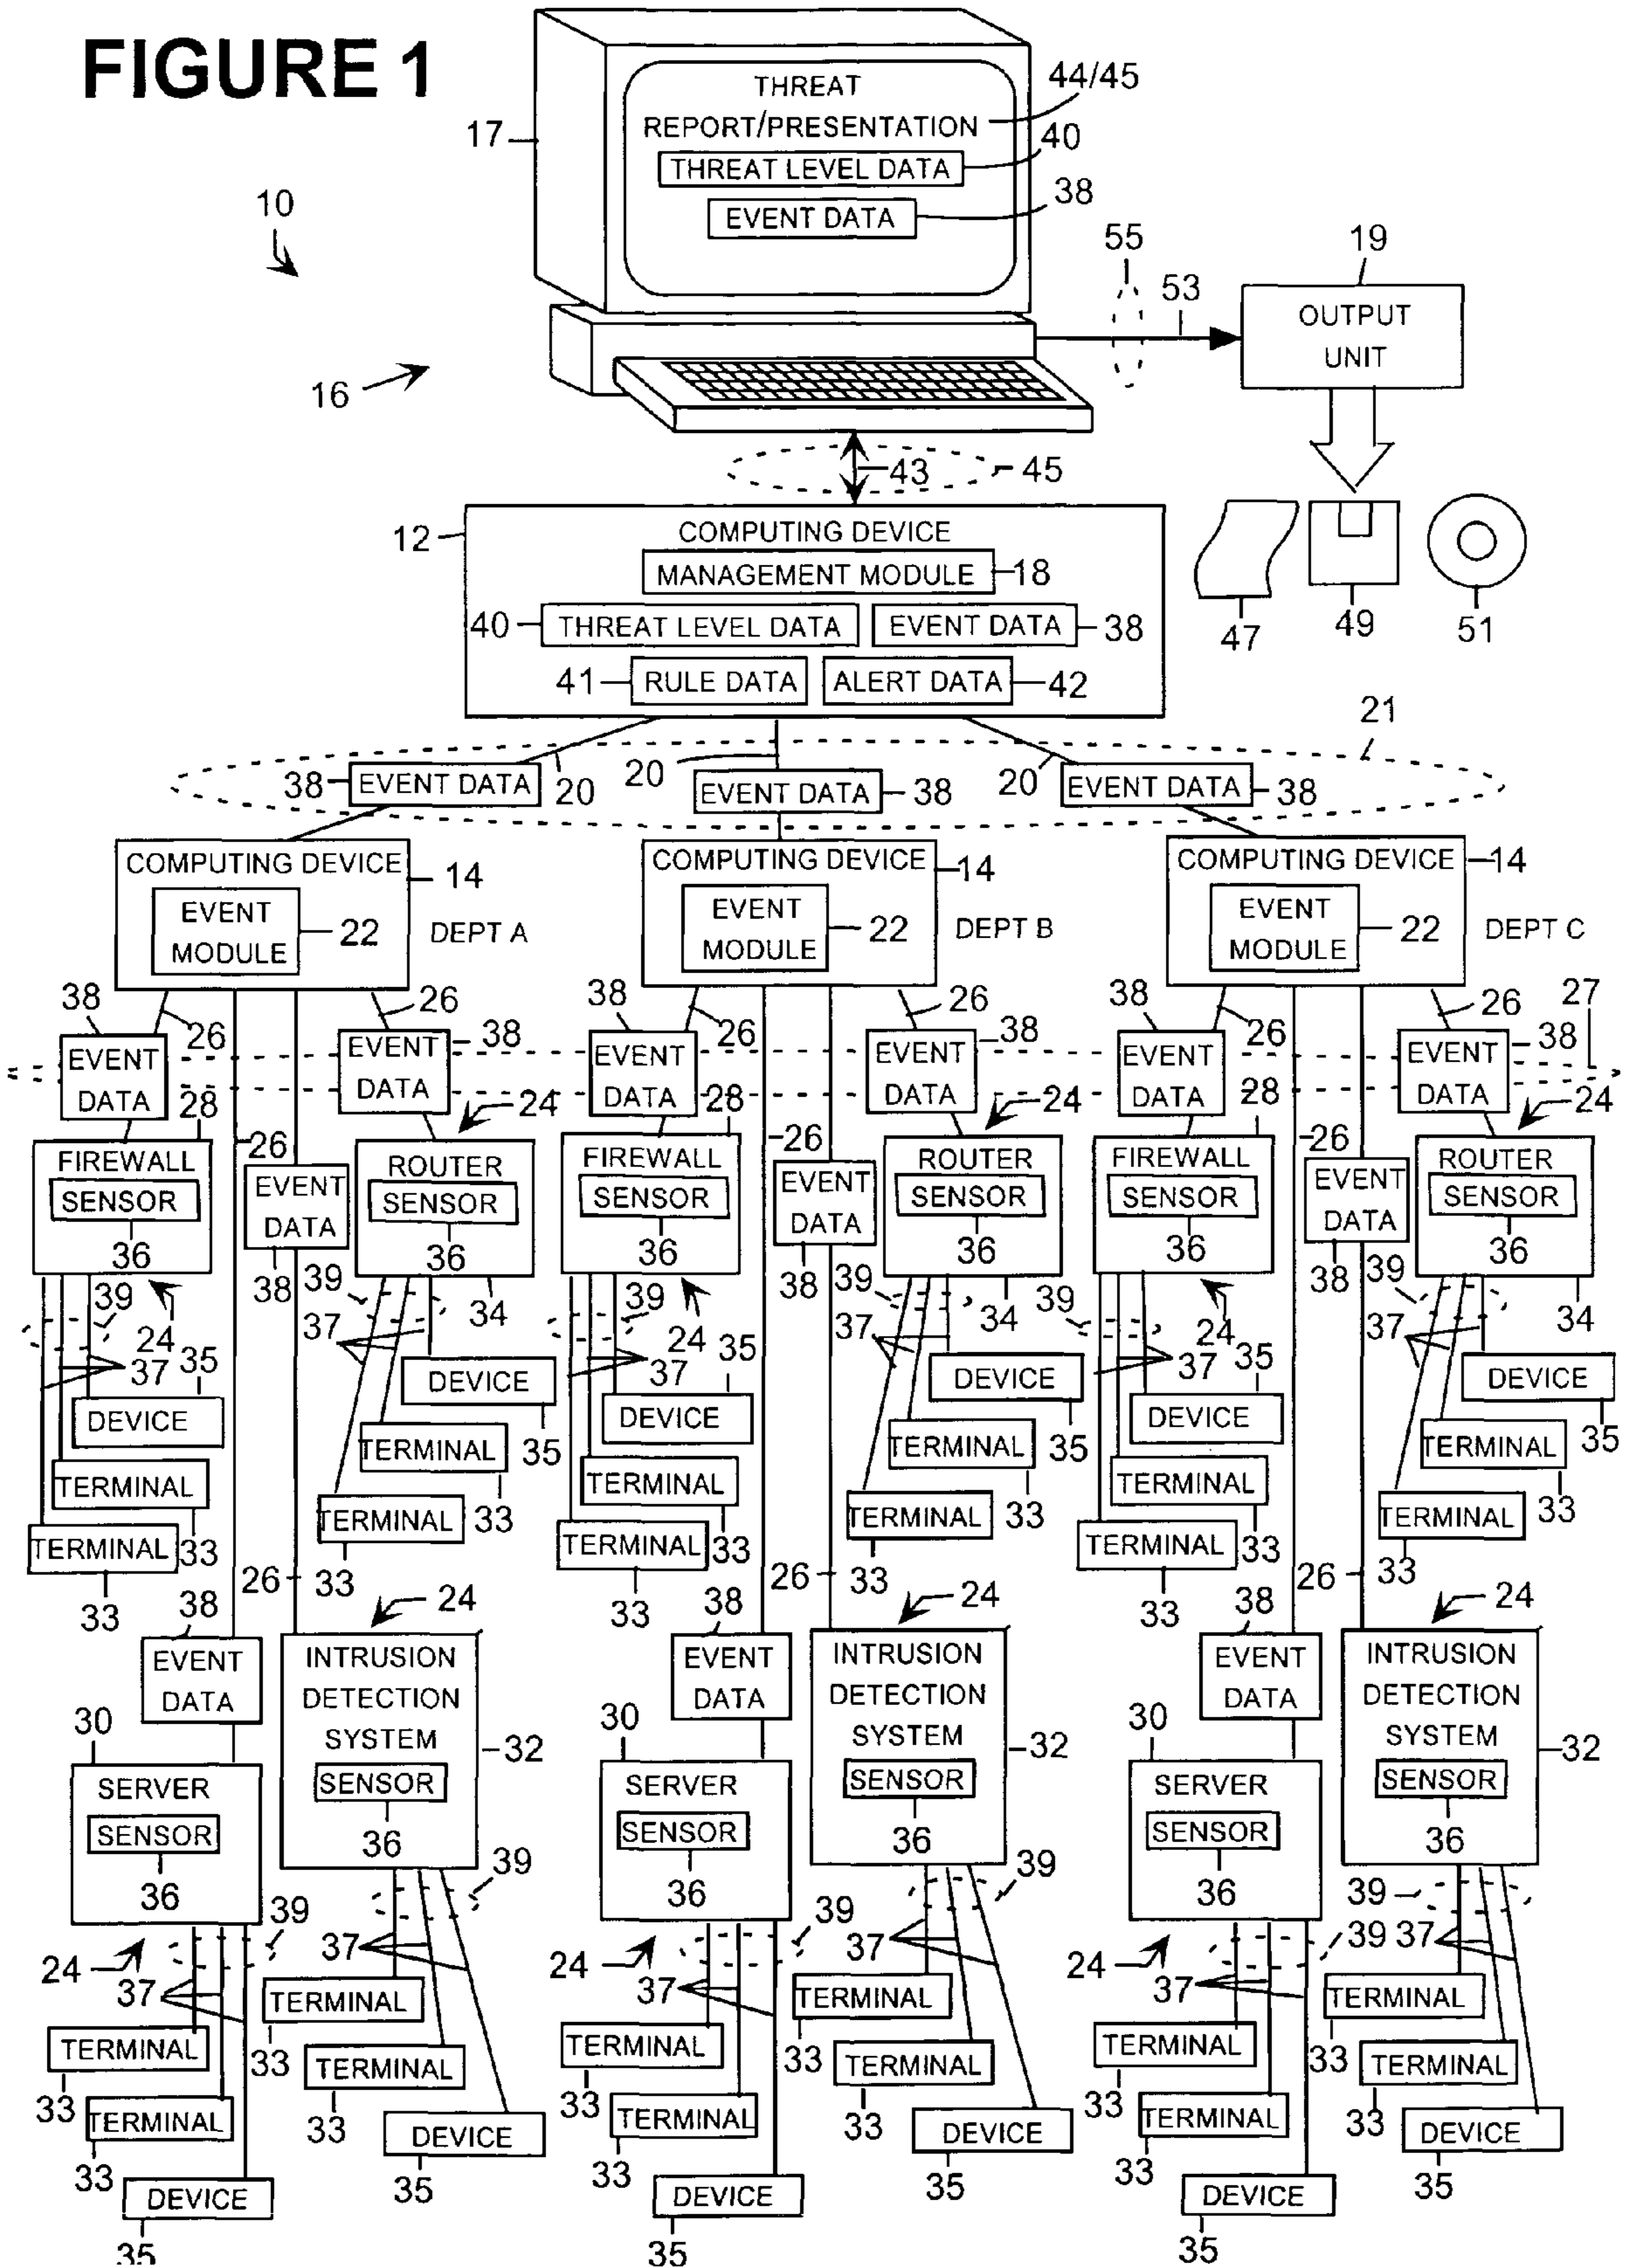 FIGURE 1
THREAT
REPORT/PRESENTATION
44/45
THREAT LEVEL DATA
40
EVENT DATA
38
17
10
16
55
53
19
OUTPUT
UNIT
43
45
47
49
51
12
COMPUTING DEVICE
MANAGEMENT MODULE
18
40
THREAT LEVEL DATA
EVENT DATA
38
41
RULE DATA
ALERT DATA
42
21
38
EVENT DATA
20
20
EVENT DATA
38
20
EVENT DATA
38
COMPUTING DEVICE
14
EVENT
MODULE
22
DEPT A
COMPUTING DEVICE
14
EVENT
MODULE
22
DEPT B
COMPUTING DEVICE
14
EVENT
MODULE
22
DEPT C
38
26
26
38
26
26
38
26
26
27
EVENT
DATA
EVENT
DATA
38
EVENT
DATA
EVENT
DATA
38
EVENT
DATA
EVENT
DATA
38
28
24
28
24
28
24
FIREWALL
SENSOR
36
26
EVENT
DATA
38
ROUTER
SENSOR
36
34
FIREWALL
SENSOR
36
26
EVENT
DATA
38
ROUTER
SENSOR
36
34
FIREWALL
SENSOR
36
26
EVENT
DATA
38
ROUTER
SENSOR
36
34
39
24
37
35
DEVICE
TERMINAL
33
TERMINAL
33
39
37
DEVICE
35
TERMINAL
33
TERMINAL
33
39
24
37
35
DEVICE
TERMINAL
33
TERMINAL
33
39
37
DEVICE
35
TERMINAL
33
TERMINAL
33
39
24
37
35
DEVICE
TERMINAL
33
TERMINAL
33
39
37
DEVICE
35
TERMINAL
33
TERMINAL
33
38
26
24
38
26
24
38
26
24
EVENT
DATA
INTRUSION
DETECTION
SYSTEM
SENSOR
36
32
EVENT
DATA
INTRUSION
DETECTION
SYSTEM
SENSOR
36
32
EVENT
DATA
INTRUSION
DETECTION
SYSTEM
SENSOR
36
32
30
SERVER
SENSOR
36
30
SERVER
SENSOR
36
30
SERVER
SENSOR
36
39
24
37
TERMINAL
33
TERMINAL
33
DEVICE
35
39
37
TERMINAL
33
TERMINAL
33
DEVICE
35
39
24
37
TERMINAL
33
TERMINAL
33
DEVICE
35
39
37
TERMINAL
33
TERMINAL
33
DEVICE
35
39
24
37
TERMINAL
33
TERMINAL
33
DEVICE
35
39
37
TERMINAL
33
TERMINAL
33
DEVICE
35